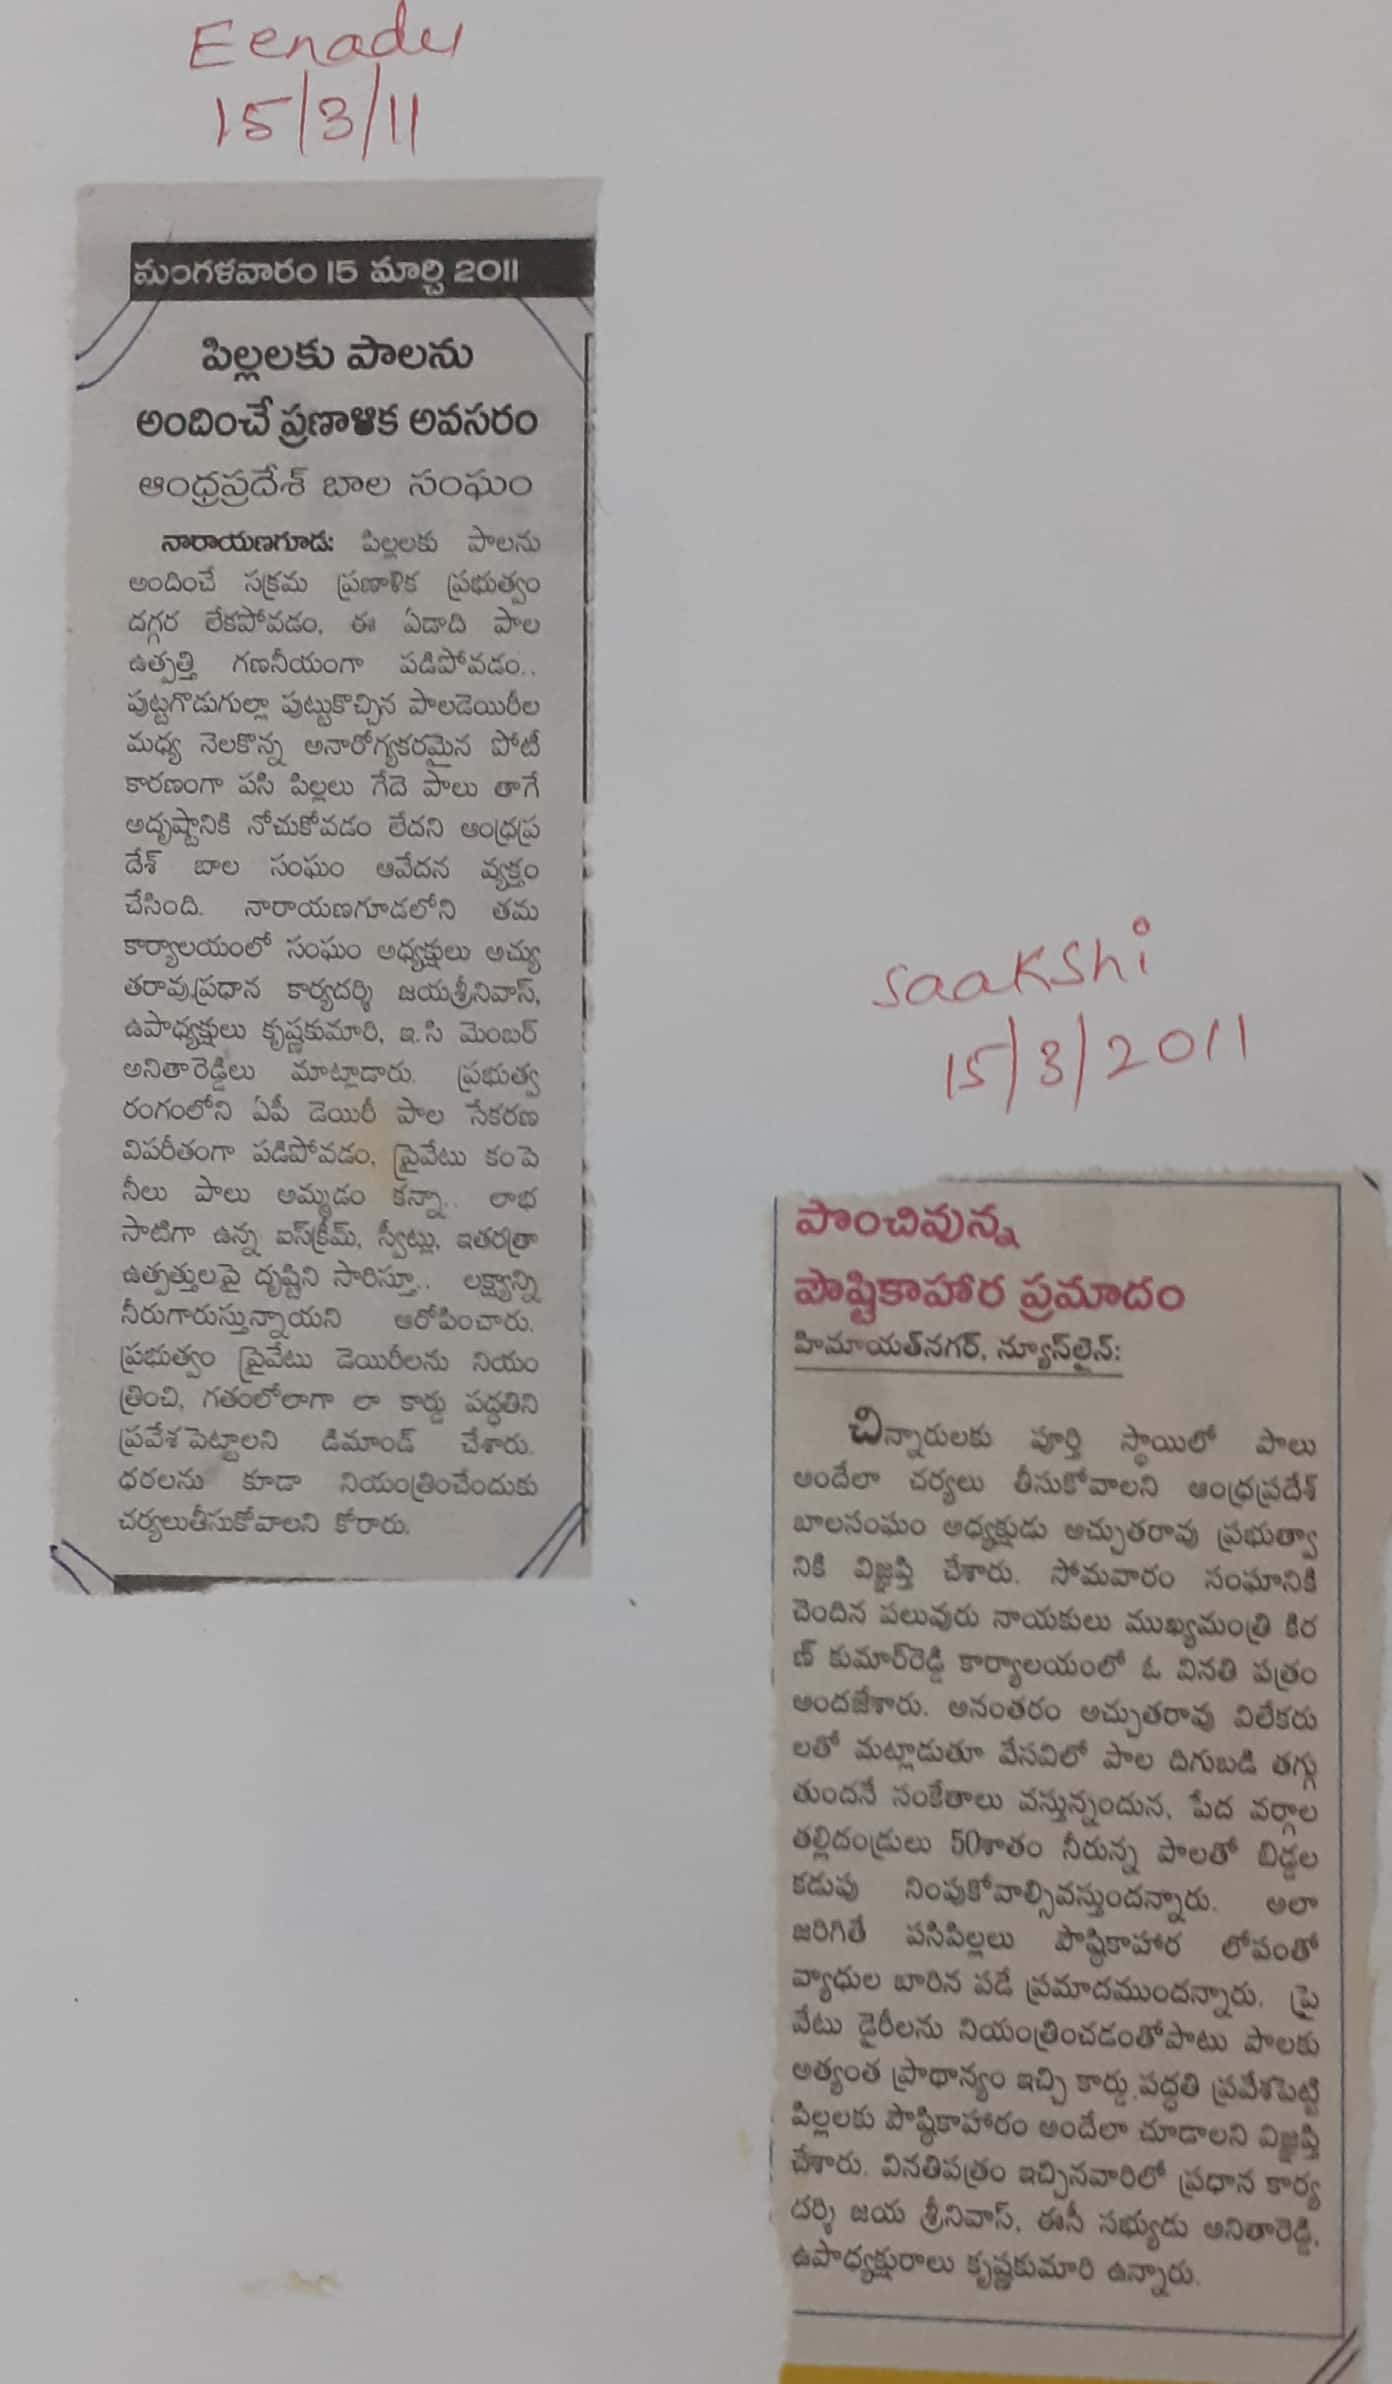 Eenadu
15/3/11
మంగళవారం 15 మార్చి 2011
పిల్లలకు పాలను
అందించే ప్రణాళిక అవసరం
ఆంధ్రప్రదేశ్ బాల సంఘం
నారాయణగూడ: పిల్లలకు పాలను
అందించే సక్రమ ప్రణాళిక ప్రభుత్వం
దగ్గర లేకపోవడం, ఈ ఏడాది పాల
ఉత్పత్తి గణనీయంగా పడిపోవడం..
పుట్టగొడుగుల్లా పుట్టుకొచ్చిన పాలడెయిరీల
మధ్య నెలకొన్న అనారోగ్యకరమైన పోటీ
కారణంగా పసి పిల్లలు గేదె పాలు తాగే
అదృష్టానికి నోచుకోవడం లేదని ఆంధ్రప్ర
దేశ్ బాల సంఘం ఆవేదన వ్యక్తం
చేసింది. నారాయణగూడలోని తమ
కార్యాలయంలో సంఘం అధ్యక్షులు అచ్యు
తరావు,ప్రధాన కార్యదర్శి జయశ్రీనివాస్,
ఉపాధ్యక్షులు కృష్ణకుమారి, ఇ.సి మెంబర్
అనితారెడ్డిలు మాట్లాడారు. ప్రభుత్వ
రంగంలోని ఏపీ డెయిరీ పాల సేకరణ
విపరీతంగా పడిపోవడం, ప్రైవేటు కంపె
నీలు పాలు అమ్మడం కన్నా.. లాభ
సాటిగా ఉన్న ఐస్‌క్రీమ్, స్వీట్లు, ఇతరత్రా
ఉత్పత్తులపై దృష్టిని సారిస్తూ.. లక్ష్యాన్ని
నీరుగారుస్తున్నాయని ఆరోపించారు.
ప్రభుత్వం ప్రైవేటు డెయిరీలను నియం
త్రించి, గతంలోలాగా లా కార్డు పద్ధతిని
ప్రవేశపెట్టాలని డిమాండ్ చేశారు.
ధరలను కూడా నియంత్రించేందుకు
చర్యలుతీసుకోవాలని కోరారు.
saakshi
15/3/2011
పొంచివున్న
పౌష్టికాహార ప్రమాదం
హిమాయత్‌నగర్, న్యూస్‌లైన్:
చిన్నారులకు పూర్తి స్థాయిలో పాలు
అందేలా చర్యలు తీసుకోవాలని ఆంధ్రప్రదేశ్
బాలసంఘం అధ్యక్షుడు అచ్చుతరావు ప్రభుత్వా
నికి విజ్ఞప్తి చేశారు. సోమవారం సంఘానికి
చెందిన పలువురు నాయకులు ముఖ్యమంత్రి కిర
ణ్ కుమార్‌రెడ్డి కార్యాలయంలో ఓ వినతి పత్రం
అందజేశారు. అనంతరం అచ్చుతరావు విలేకరు
లతో మట్లాడుతూ వేసవిలో పాల దిగుబడి తగ్గు
తుందనే సంకేతాలు వస్తున్నందున, పేద వర్గాల
తల్లిదండ్రులు 50శాతం నీరున్న పాలతో బిడ్డల
కడుపు నింపుకోవాల్సివస్తుందన్నారు. అలా
జరిగితే పసిపిల్లలు పౌష్ఠికాహార లోపంతో
వ్యాధుల బారిన పడే ప్రమాదముందన్నారు. ప్రై
వేటు డైరీలను నియంత్రించడంతోపాటు పాలకు
అత్యంత ప్రాధాన్యం ఇచ్చి కార్డు పద్ధతి ప్రవేశపెట్టి
పిల్లలకు పౌష్ఠికాహారం అందేలా చూడాలని విజ్ఞప్తి
చేశారు. వినతిపత్రం ఇచ్చినవారిలో ప్రధాన కార్య
దర్శి జయ శ్రీనివాస్, ఈసీ సభ్యుడు అనితారెడ్డి,
ఉపాధ్యక్షురాలు కృష్ణకుమారి ఉన్నారు.